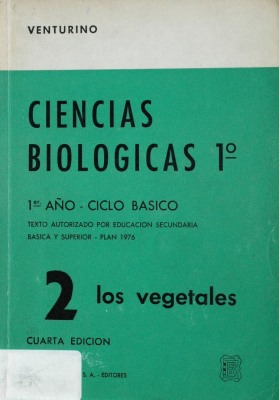 VENTURINO
CIENCIAS
BIOLOGICAS 1º
1er AÑO - CICLO BASICO
TEXTO AUTORIZADO POR EDUCACION SECUNDARIA
BASICA Y SUPERIOR - PLAN 1976
2 los vegetales
CUARTA EDICION
S. A. - EDITORES